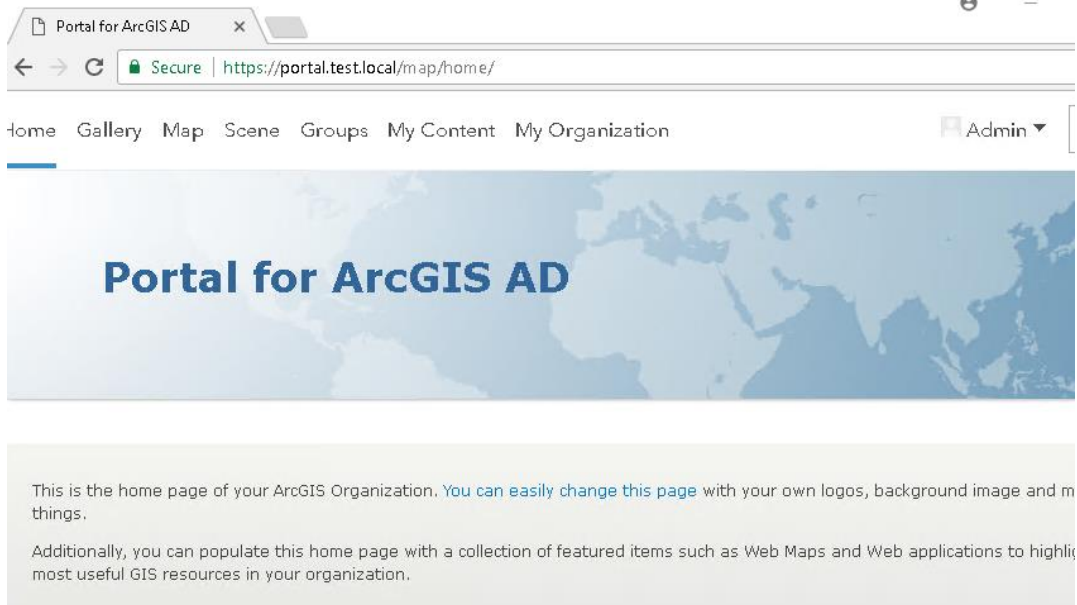 Portal for ArcGIS AD
Secure | https://portal.test.local/map/home/
Home Gallery Map Scene Groups My Content My Organization Admin
Portal for ArcGIS AD
This is the home page of your ArcGIS Organization. You can easily change this page with your own logos, background image and m
things.
Additionally, you can populate this home page with a collection of featured items such as Web Maps and Web applications to highlig
most useful GIS resources in your organization.